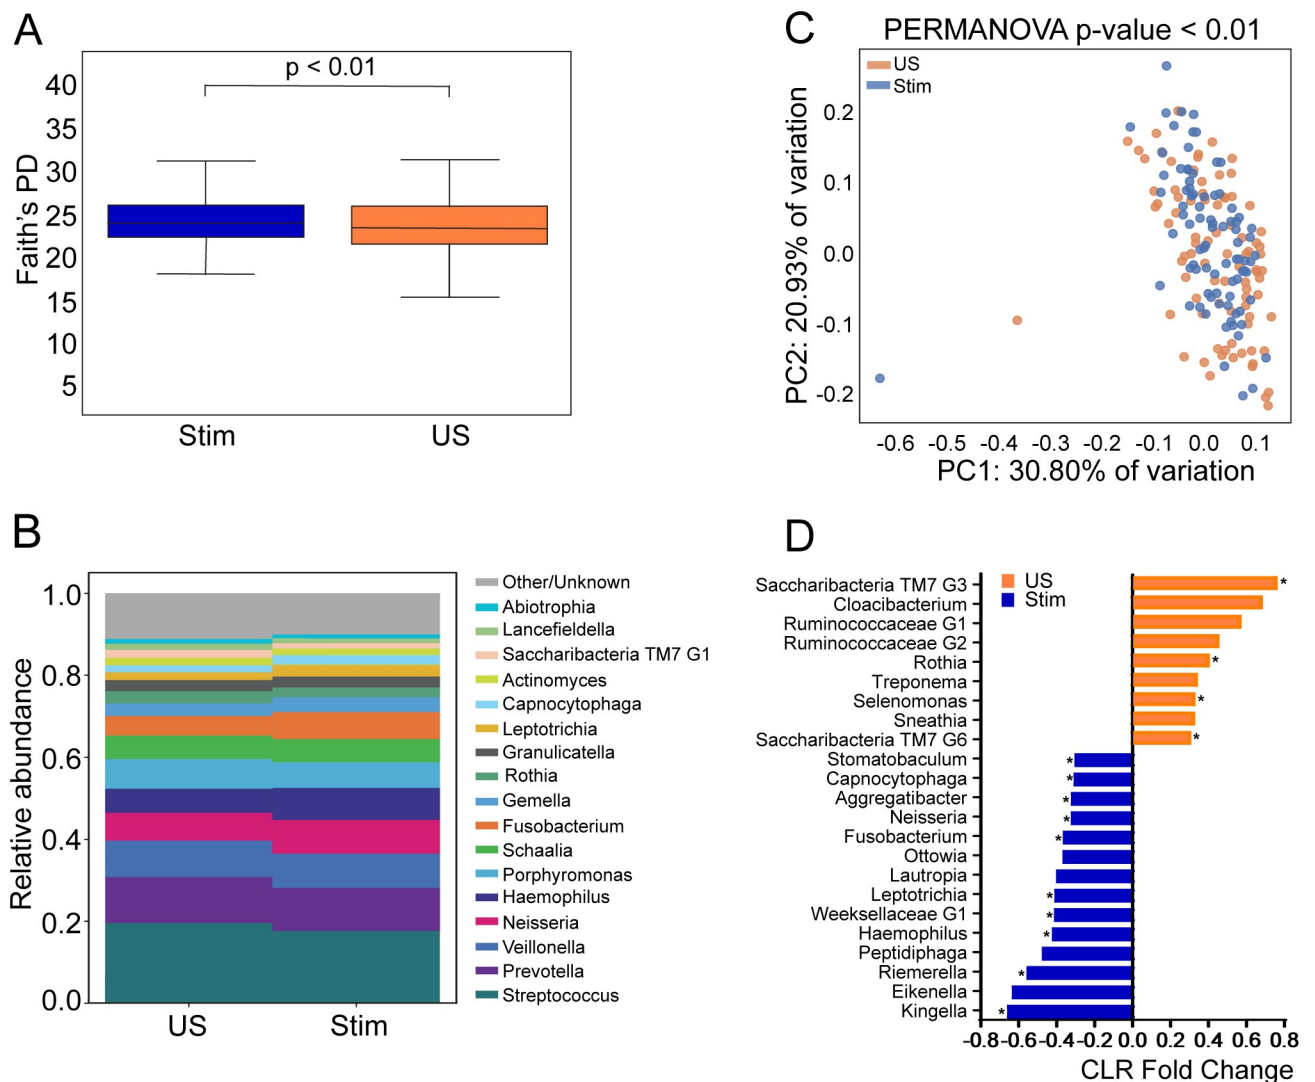 A
p < 0.01
Faith's PD
40
35
30
25
20
15
10
5
Stim
US
C
PERMANOVA p-value < 0.01
US
Stim
PC2: 20.93% of variation
0.2
0.1
0.0
-0.1
-0.2
-0.6 -0.5 -0.4 -0.3 -0.2 -0.1 0.0 0.1
PC1: 30.80% of variation
B
Relative abundance
1.0
0.8
0.6
0.4
0.2
0.0
US
Stim
Other/Unknown
Abiotrophia
Lancefieldella
Saccharibacteria TM7 G1
Actinomyces
Capnocytophaga
Leptotrichia
Granulicatella
Rothia
Gemella
Fusobacterium
Schaalia
Porphyromonas
Haemophilus
Neisseria
Veillonella
Prevotella
Streptococcus
D
US
Stim
Saccharibacteria TM7 G3 *
Cloacibacterium
Ruminococcaceae G1
Ruminococcaceae G2
Rothia *
Treponema
Selenomonas *
Sneathia
Saccharibacteria TM7 G6 *
Stomatobaculum *
Capnocytophaga *
Aggregatibacter *
Neisseria *
Fusobacterium *
Ottowia
Lautropia
Leptotrichia *
Weeksellaceae G1 *
Haemophilus *
Peptidiphaga
Riemerella *
Eikenella
Kingella *
-0.8 -0.6 -0.4 -0.2 0.0 0.2 0.4 0.6 0.8
CLR Fold Change